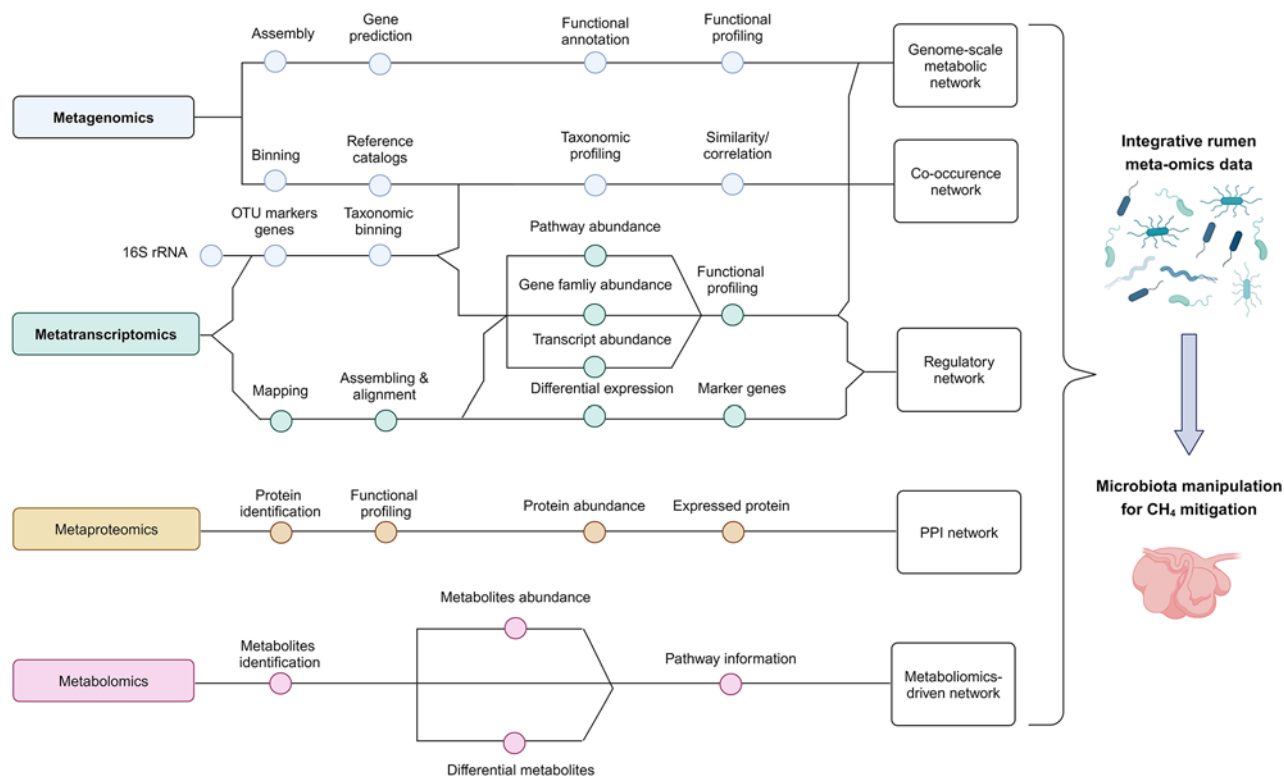 Assembly
Gene
prediction
Functional
annotation
Functional
profiling
Genome-scale
metabolic
network
Metagenomics
Binning
Reference
catalogs
Taxonomic
profiling
Similarity/
correlation
Co-occurence
network
16S rRNA
OTU markers
genes
Taxonomic
binning
Pathway abundance
Gene famliy abundance
Transcript abundance
Functional
profiling
Metatranscriptomics
Mapping
Assembling &
alignment
Differential expression
Marker genes
Regulatory
network
Metaproteomics
Protein
identification
Functional
profiling
Protein abundance
Expressed protein
PPI network
Metabolomics
Metabolites
identification
Metabolites abundance
Differential metabolites
Pathway information
Metaboliomics-
driven network
Integrative rumen
meta-omics data
Microbiota manipulation
for CH₄ mitigation